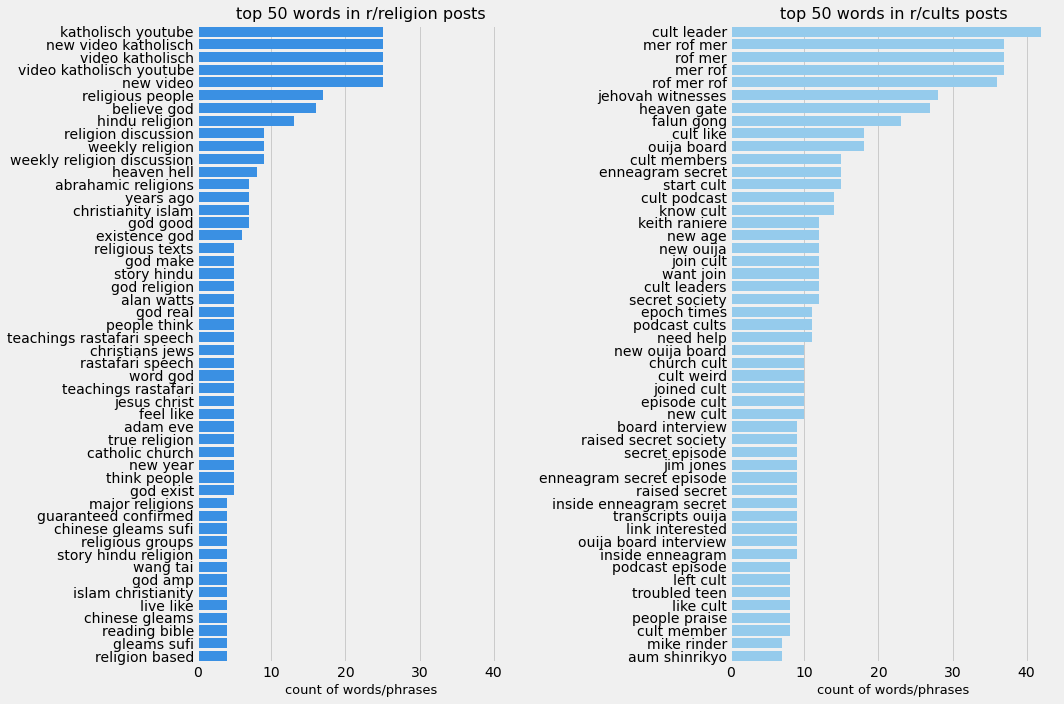 top 50 words in r/religion posts
katholisch youtube
new video katholisch
video katholisch
video katholisch youtube
new video
religious people
believe god
hindu religion
religion discussion
weekly religion
weekly religion discussion
heaven hell
abrahamic religions
years ago
christianity islam
god good
existence god
religious texts
god make
story hindu
god religion
alan watts
god real
people think
teachings rastafari speech
christians jews
rastafari speech
word god
teachings rastafari
jesus christ
feel like
adam eve
true religion
catholic church
new year
think people
god exist
major religions
guaranteed confirmed
chinese gleams sufi
religious groups
story hindu religion
wang tai
god amp
islam christianity
live like
chinese gleams
reading bible
gleams sufi
religion based
0 10 20 30 40
count of words/phrases
top 50 words in r/cults posts
cult leader
mer rof mer
rof mer
mer rof
rof mer rof
jehovah witnesses
heaven gate
falun gong
cult like
ouija board
cult members
enneagram secret
start cult
cult podcast
know cult
keith raniere
new age
new ouija
join cult
want join
cult leaders
secret society
epoch times
podcast cults
need help
new ouija board
church cult
cult weird
joined cult
episode cult
new cult
board interview
raised secret society
secret episode
jim jones
enneagram secret episode
raised secret
inside enneagram secret
transcripts ouija
link interested
ouija board interview
inside enneagram
podcast episode
left cult
troubled teen
like cult
people praise
cult member
mike rinder
aum shinrikyo
0 10 20 30 40
count of words/phrases